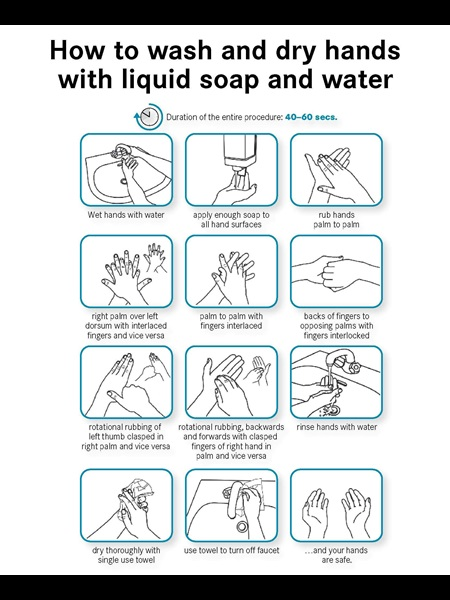 How to wash and dry hands
with liquid soap and water
Duration of the entire procedure: 40–60 secs.
Wet hands with water
apply enough soap to
all hand surfaces
rub hands
palm to palm
right palm over left
dorsum with interlaced
fingers and vice versa
palm to palm with
fingers interlaced
backs of fingers to
opposing palms with
fingers interlocked
rotational rubbing of
left thumb clasped in
right palm and vice versa
rotational rubbing, backwards
and forwards with clasped
fingers of right hand in
palm and vice versa
rinse hands with water
dry thoroughly with
single use towel
use towel to turn off faucet
...and your hands
are safe.